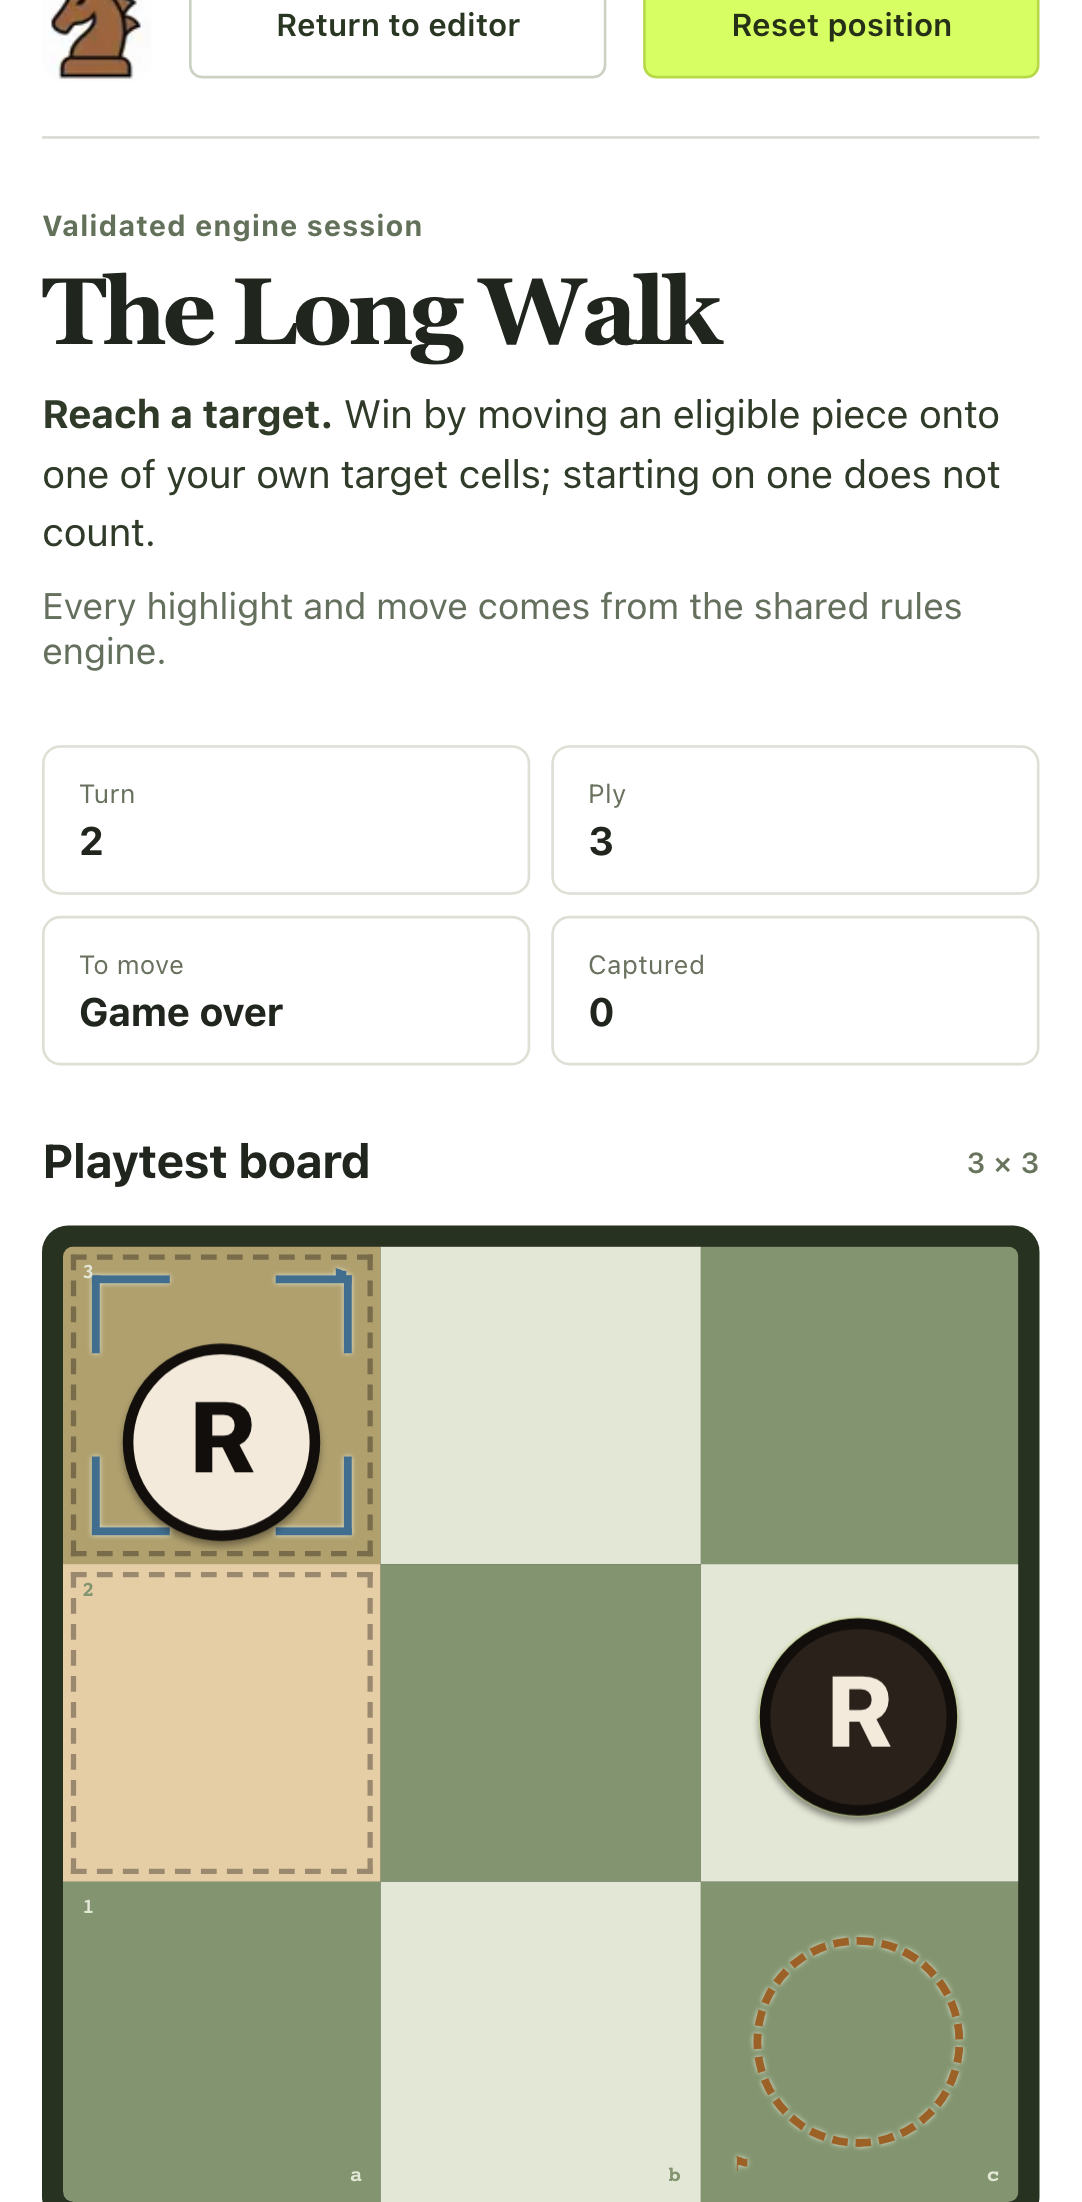 Return to editor
Reset position
Validated engine session
The Long Walk
Reach a target. Win by moving an eligible piece onto
one of your own target cells; starting on one does not
count.
Every highlight and move comes from the shared rules
engine.
Turn
2
Ply
3
To move
Game over
Captured
0
Playtest board
3 × 3
3
R
2
R
1
a
b
c